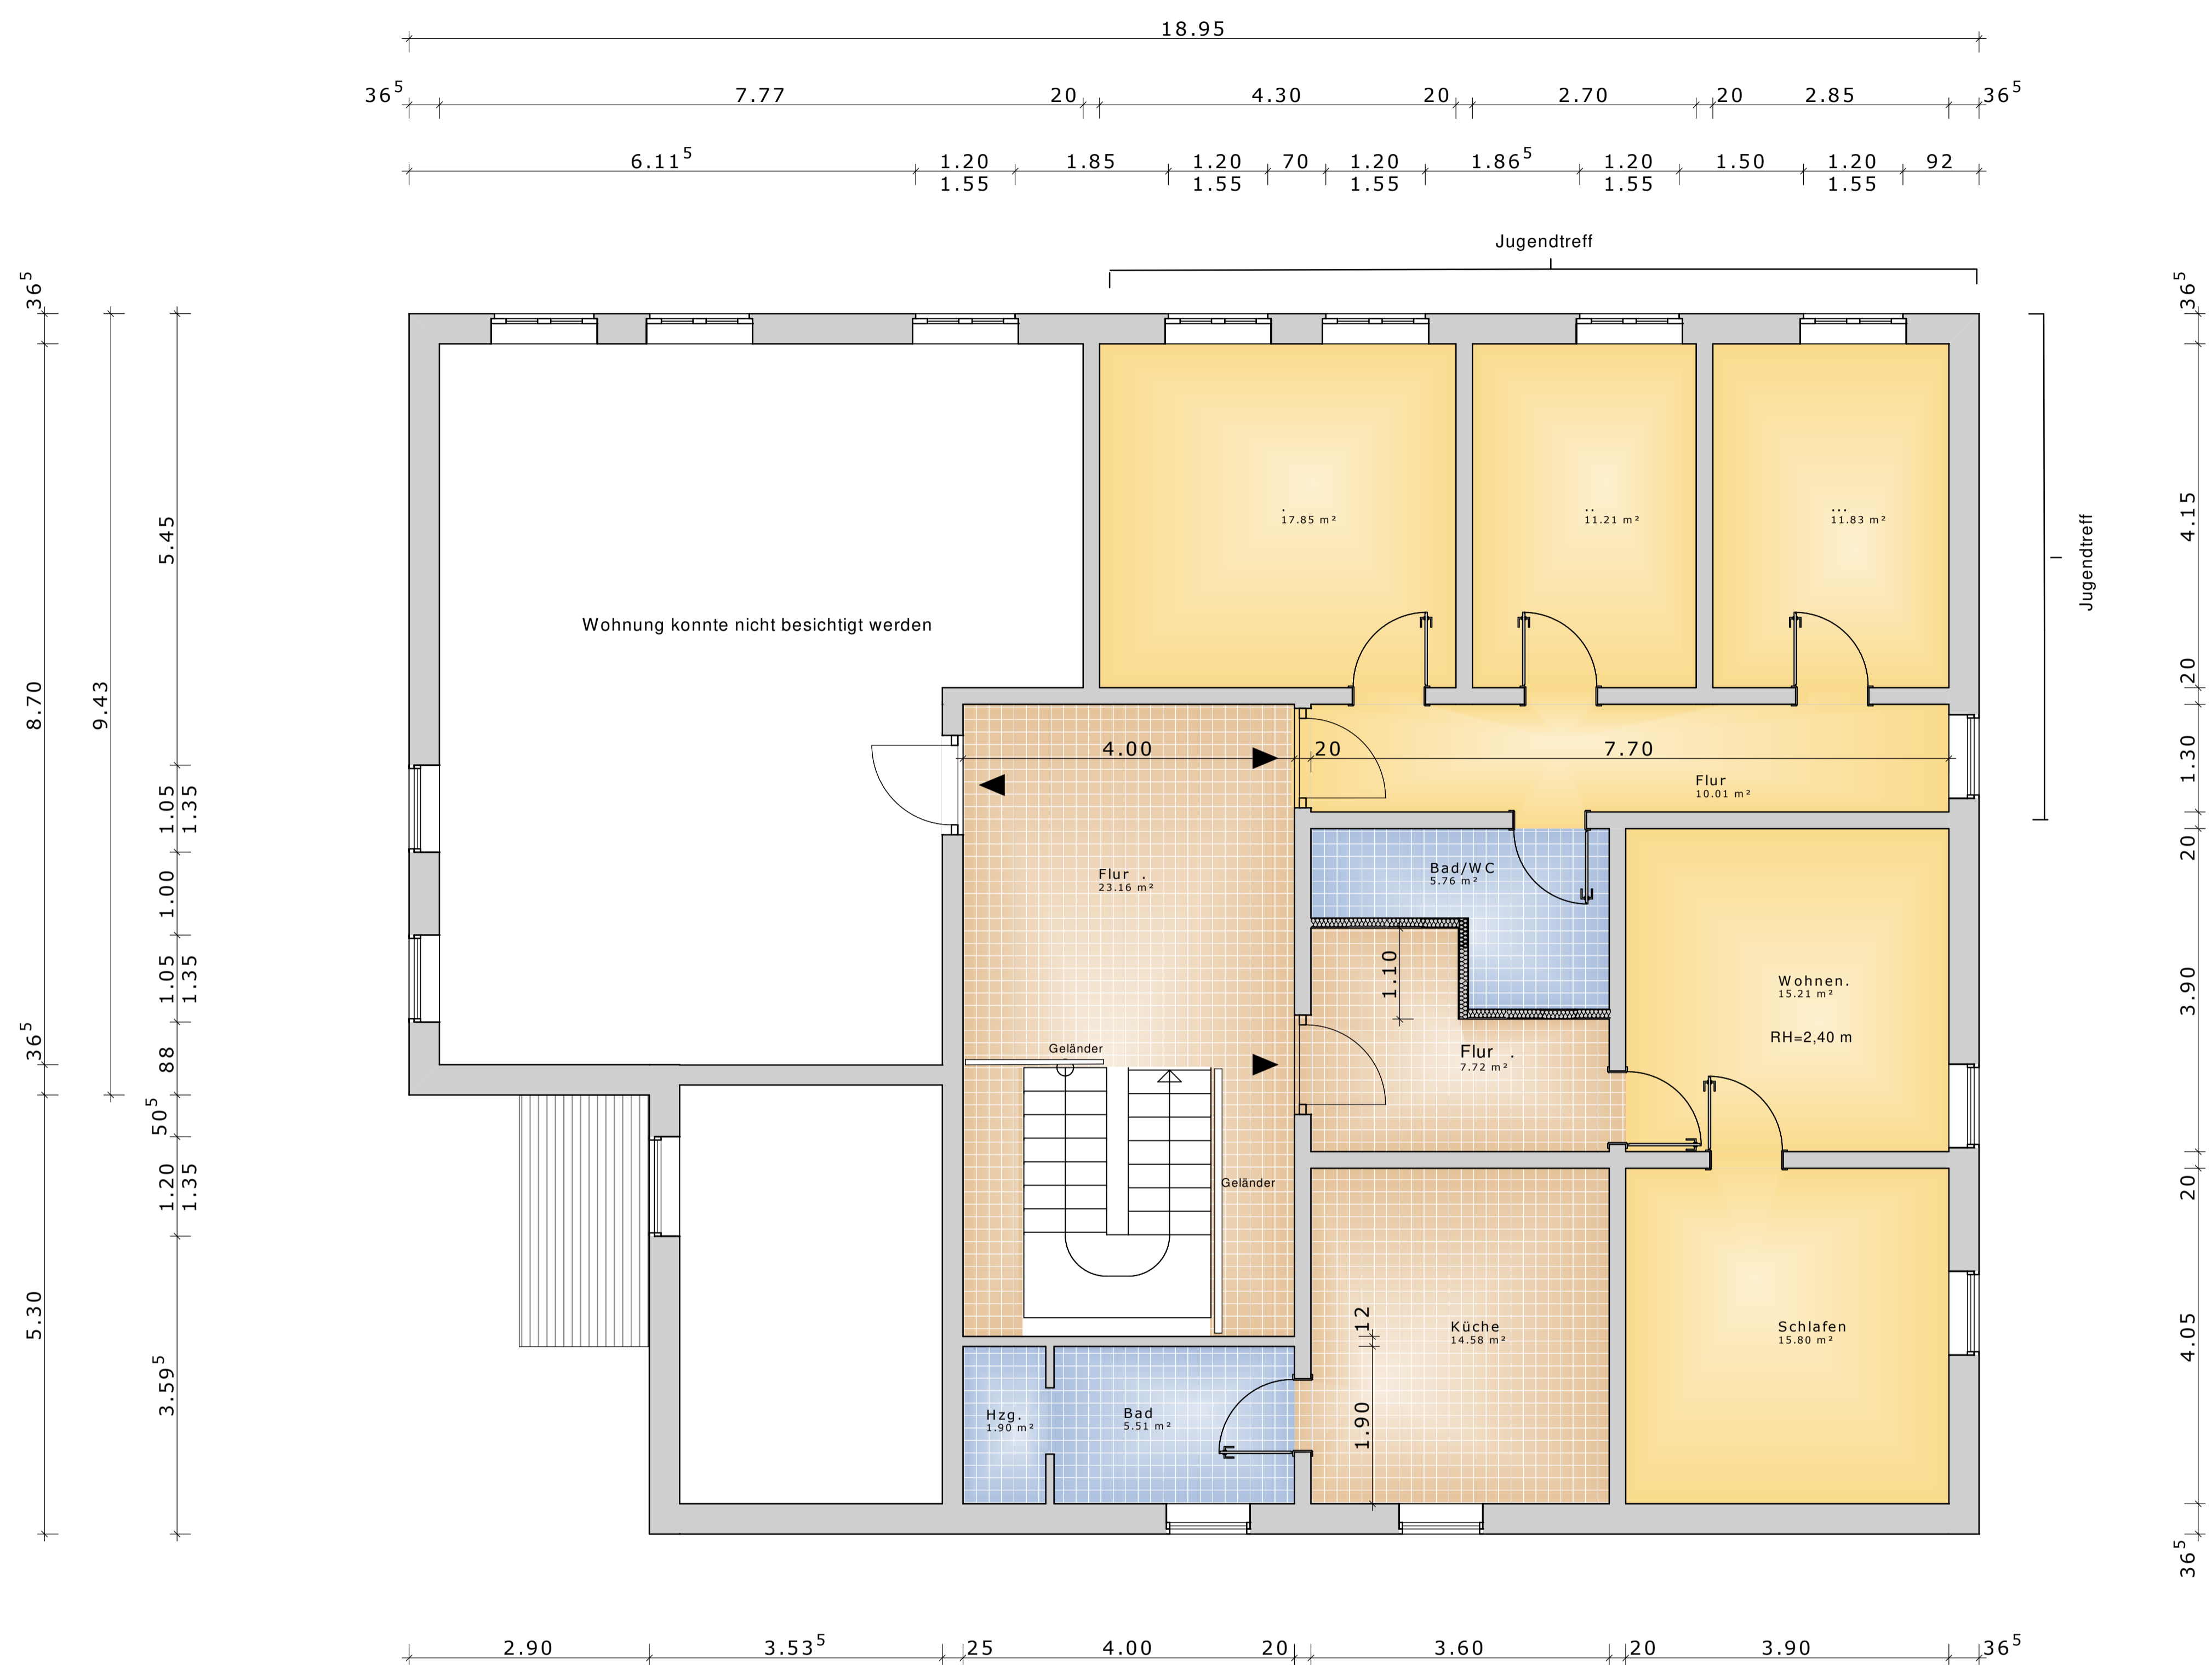 18.95
36⁵ 7.77 20 4.30 20 2.70 20 2.85 36⁵
6.11⁵ 1.20 1.85 1.20 70 1.20 1.86⁵ 1.20 1.50 1.20 92
1.55 1.55 1.55 1.55 1.55
Jugendtreff
36⁵
8.70
36⁵
5.30
9.43
5.45
1.05
1.35
1.00
1.05
1.35
88
50⁵
1.20
1.35
3.59⁵
Wohnung konnte nicht besichtigt werden
.
17.85 m²
..
11.21 m²
...
11.83 m²
4.00 20 7.70
Flur
10.01 m²
Flur .
23.16 m²
Bad/WC
5.76 m²
1.10
Wohnen.
15.21 m²
RH=2,40 m
Geländer
Flur .
7.72 m²
Geländer
12
1.90
Küche
14.58 m²
Schlafen
15.80 m²
Hzg.
1.90 m²
Bad
5.51 m²
Jugendtreff
36⁵
4.15
20
1.30
20
3.90
20
4.05
36⁵
2.90 3.53⁵ 25 4.00 20 3.60 20 3.90 36⁵